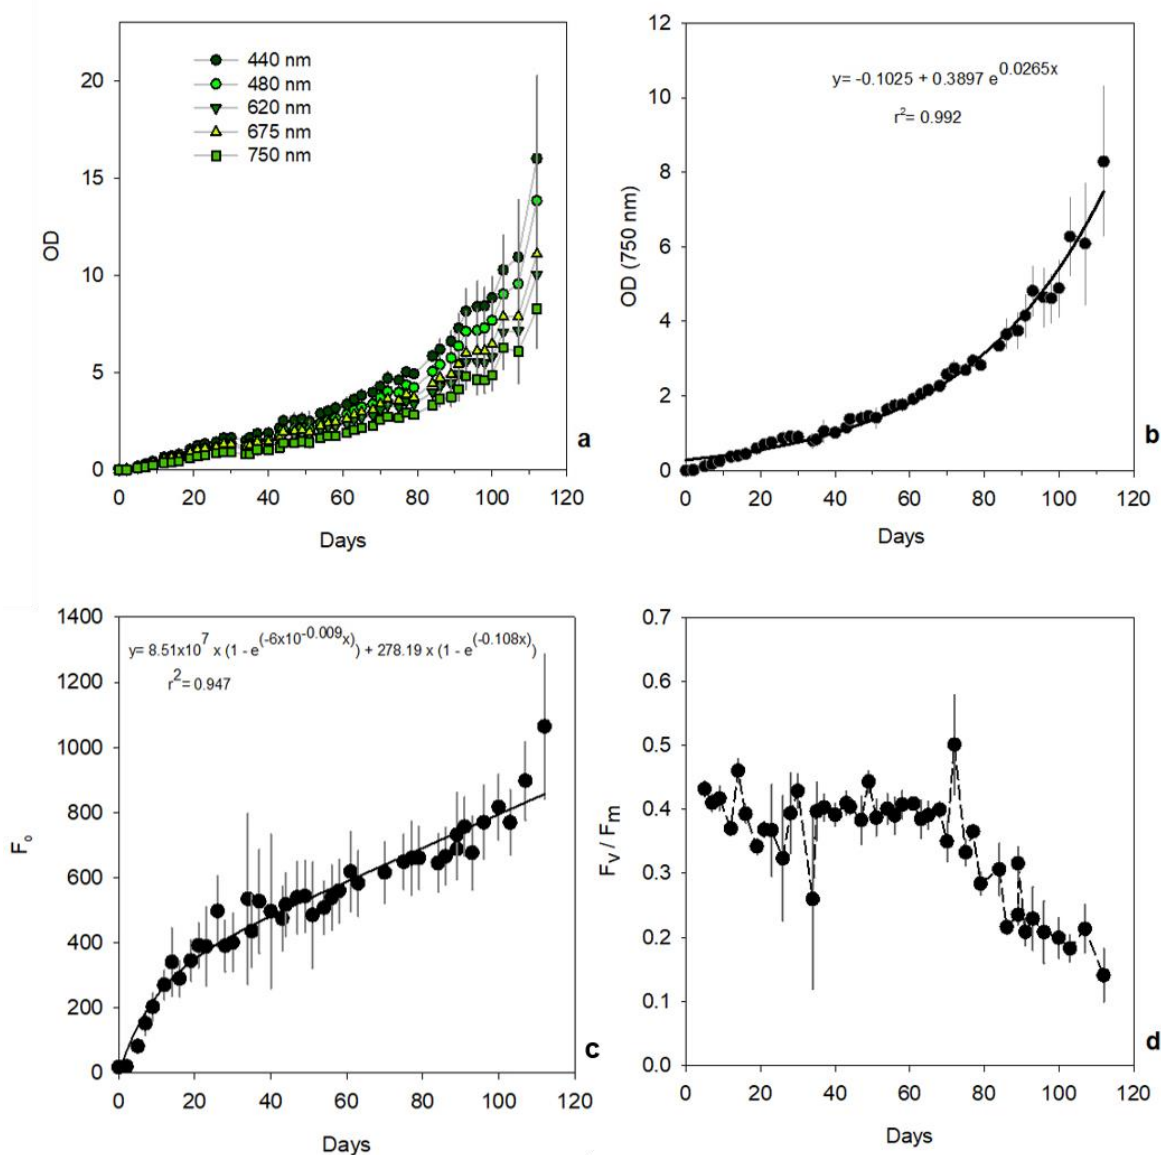 20
15
10
5
0
OD
440 nm
480 nm
620 nm
675 nm
750 nm
a
0 20 40 60 80 100 120
Days
12
10
8
6
4
2
0
OD (750 nm)
y= -0.1025 + 0.3897 e^0.0265x
r²= 0.992
b
0 20 40 60 80 100 120
Days
1400
1200
1000
800
600
400
200
0
F₀
y= 8.51x10^7 x (1 - e^(-6x10^-0.009x)) + 278.19 x (1 - e^(-0.108x))
r²= 0.947
c
0 20 40 60 80 100 120
Days
0.7
0.6
0.5
0.4
0.3
0.2
0.1
0.0
Fv / Fm
d
0 20 40 60 80 100 120
Days